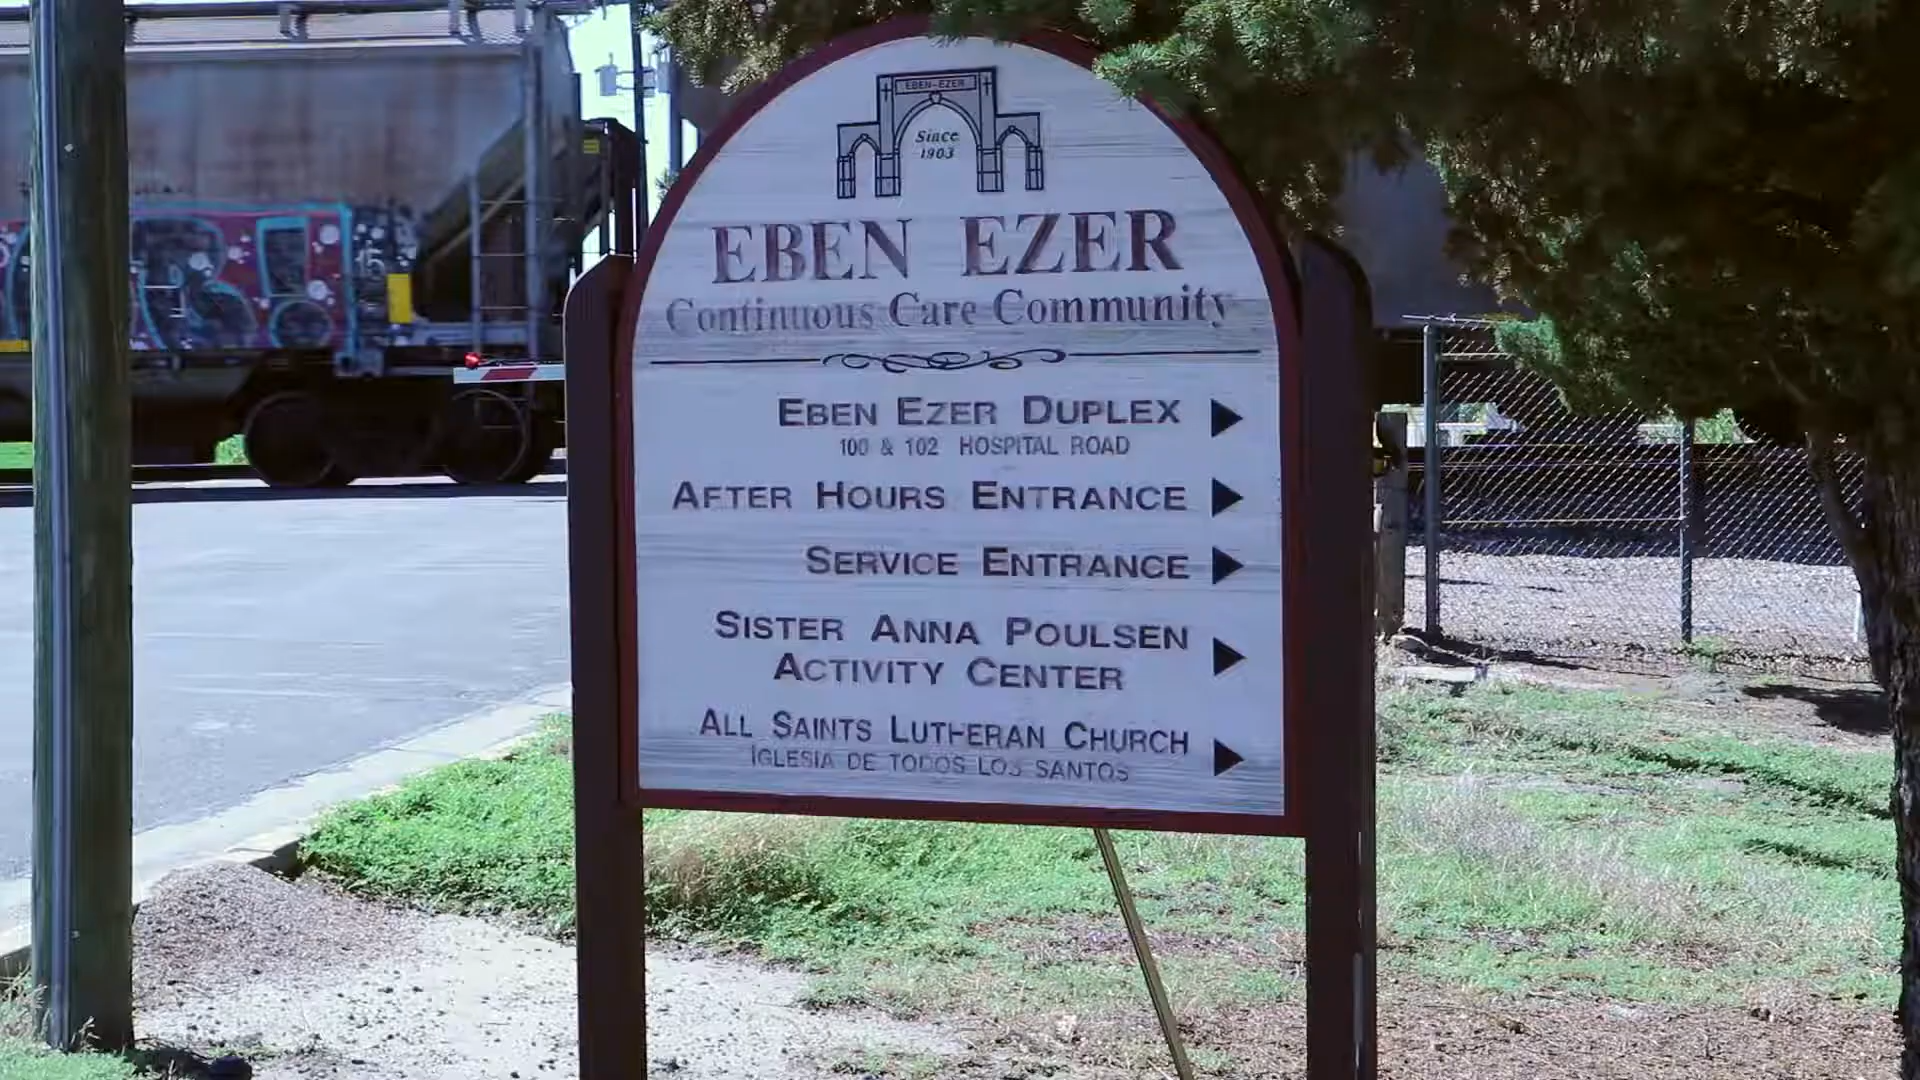 EBEN-EZER
Since
1903
EBEN EZER
Continuous Care Community
EBEN EZER DUPLEX
100 & 102 HOSPITAL ROAD
AFTER HOURS ENTRANCE
SERVICE ENTRANCE
SISTER ANNA POULSEN
ACTIVITY CENTER
ALL SAINTS LUTHERAN CHURCH
IGLESIA DE TODOS LOS SANTOS
15